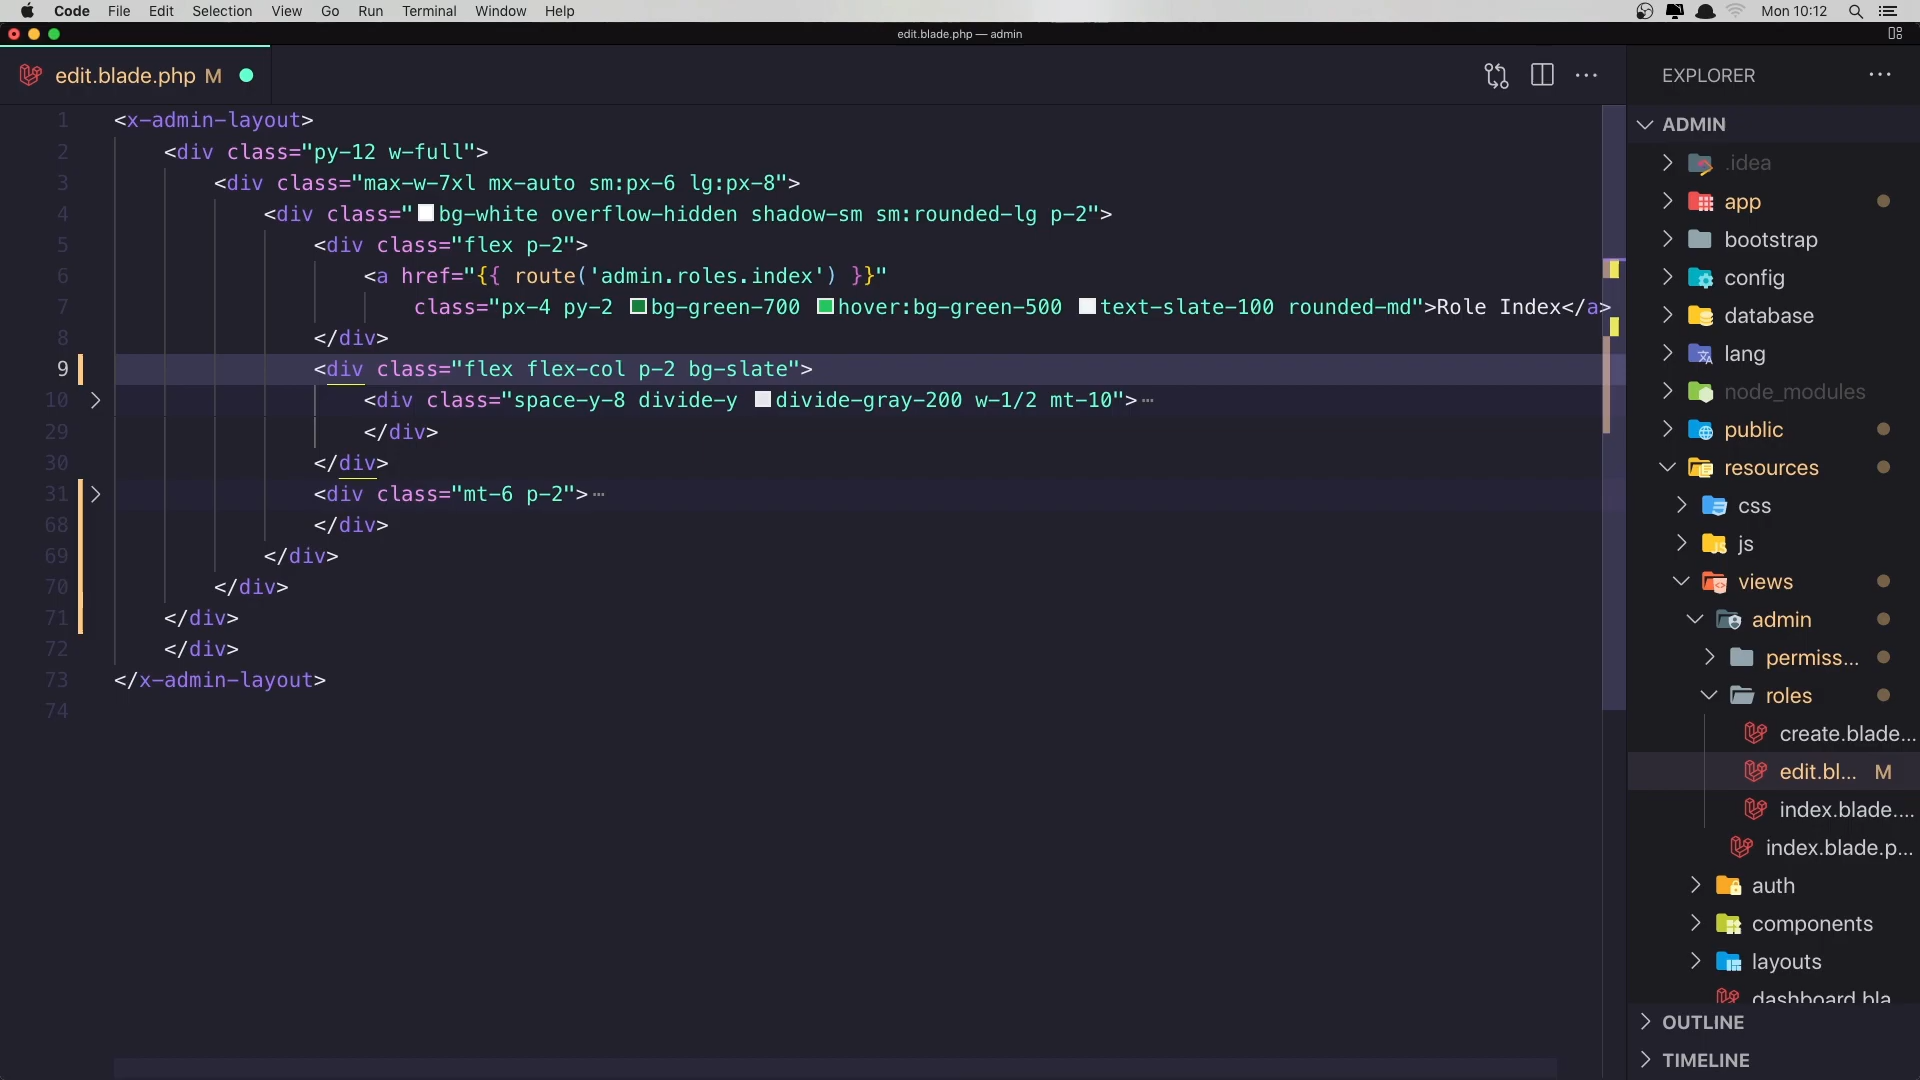 Code File Edit Selection View Go Run Terminal Window Help Mon 10:12
edit.blade.php — admin
edit.blade.php M
EXPLORER
1 <x-admin-layout>
2 <div class="py-12 w-full">
3 <div class="max-w-7xl mx-auto sm:px-6 lg:px-8">
4 <div class="bg-white overflow-hidden shadow-sm sm:rounded-lg p-2">
5 <div class="flex p-2">
6 <a href="{{ route('admin.roles.index') }}"
7 class="px-4 py-2 bg-green-700 hover:bg-green-500 text-slate-100 rounded-md">Role Index</a>
8 </div>
9 <div class="flex flex-col p-2 bg-slate">
10 <div class="space-y-8 divide-y divide-gray-200 w-1/2 mt-10">…
29 </div>
30 </div>
31 <div class="mt-6 p-2">…
68 </div>
69 </div>
70 </div>
71 </div>
72 </div>
73 </x-admin-layout>
74
ADMIN
.idea
app
bootstrap
config
database
lang
node_modules
public
resources
css
js
views
admin
permiss...
roles
create.blade...
edit.bl... M
index.blade....
index.blade.p...
auth
components
layouts
dashboard.bla
OUTLINE
TIMELINE